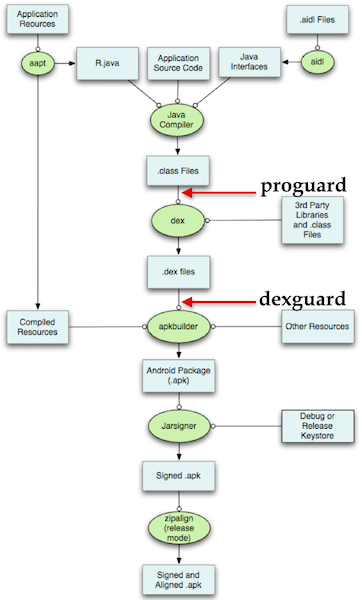 Application
Reources
.aidl Files
aapt
R.java
Application
Source Code
Java
Interfaces
aidl
Java
Compiler
.class Files
proguard
dex
3rd Party
Libraries
and .class
Files
.dex files
dexguard
Compiled
Resources
apkbuilder
Other Resources
Android Package
(.apk)
Jarsigner
Debug or
Release
Keystore
Signed .apk
zipalign
(release
mode)
Signed and
Aligned .apk